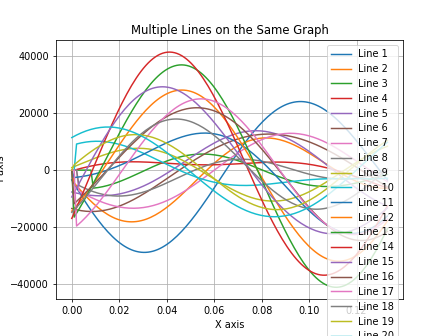 Multiple Lines on the Same Graph
40000
20000
0
−20000
−40000
0.00
0.02
0.04
0.06
0.08
0.10
X axis
Line 1
Line 2
Line 3
Line 4
Line 5
Line 6
Line 7
Line 8
Line 9
Line 10
Line 11
Line 12
Line 13
Line 14
Line 15
Line 16
Line 17
Line 18
Line 19
Line 20